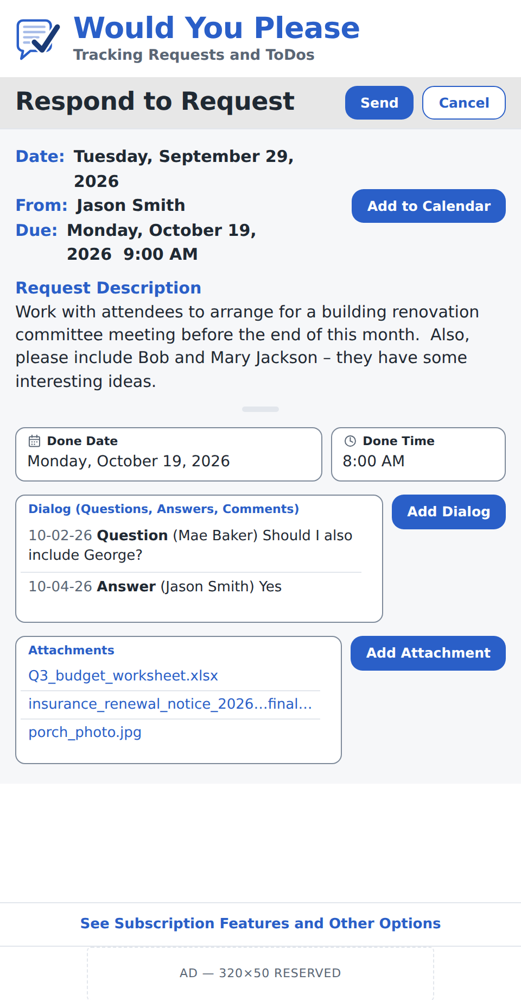 Would You Please
Tracking Requests and ToDos
Respond to Request
Send
Cancel
Date: Tuesday, September 29,
2026
From: Jason Smith
Add to Calendar
Due: Monday, October 19,
2026  9:00 AM
Request Description
Work with attendees to arrange for a building renovation
committee meeting before the end of this month.  Also,
please include Bob and Mary Jackson – they have some
interesting ideas.
Done Date
Monday, October 19, 2026
Done Time
8:00 AM
Dialog (Questions, Answers, Comments)
10-02-26 Question (Mae Baker) Should I also
include George?
10-04-26 Answer (Jason Smith) Yes
Add Dialog
Attachments
Q3_budget_worksheet.xlsx
insurance_renewal_notice_2026…final…
porch_photo.jpg
Add Attachment
See Subscription Features and Other Options
AD — 320×50 RESERVED